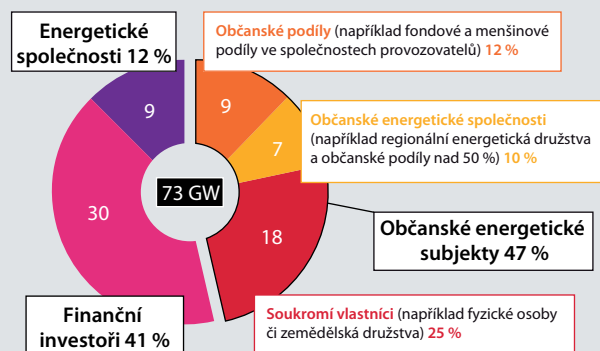 Energetické
společnosti 12 %
Občanské podíly (například fondové a menšinové
podíly ve společnostech provozovatelů) 12 %
9
9
Občanské energetické společnosti
(například regionální energetická družstva
a občanské podíly nad 50 %) 10 %
7
73 GW
30
18
Občanské energetické
subjekty 47 %
Finanční
investoři 41 %
Soukromí vlastníci (například fyzické osoby
či zemědělská družstva) 25 %